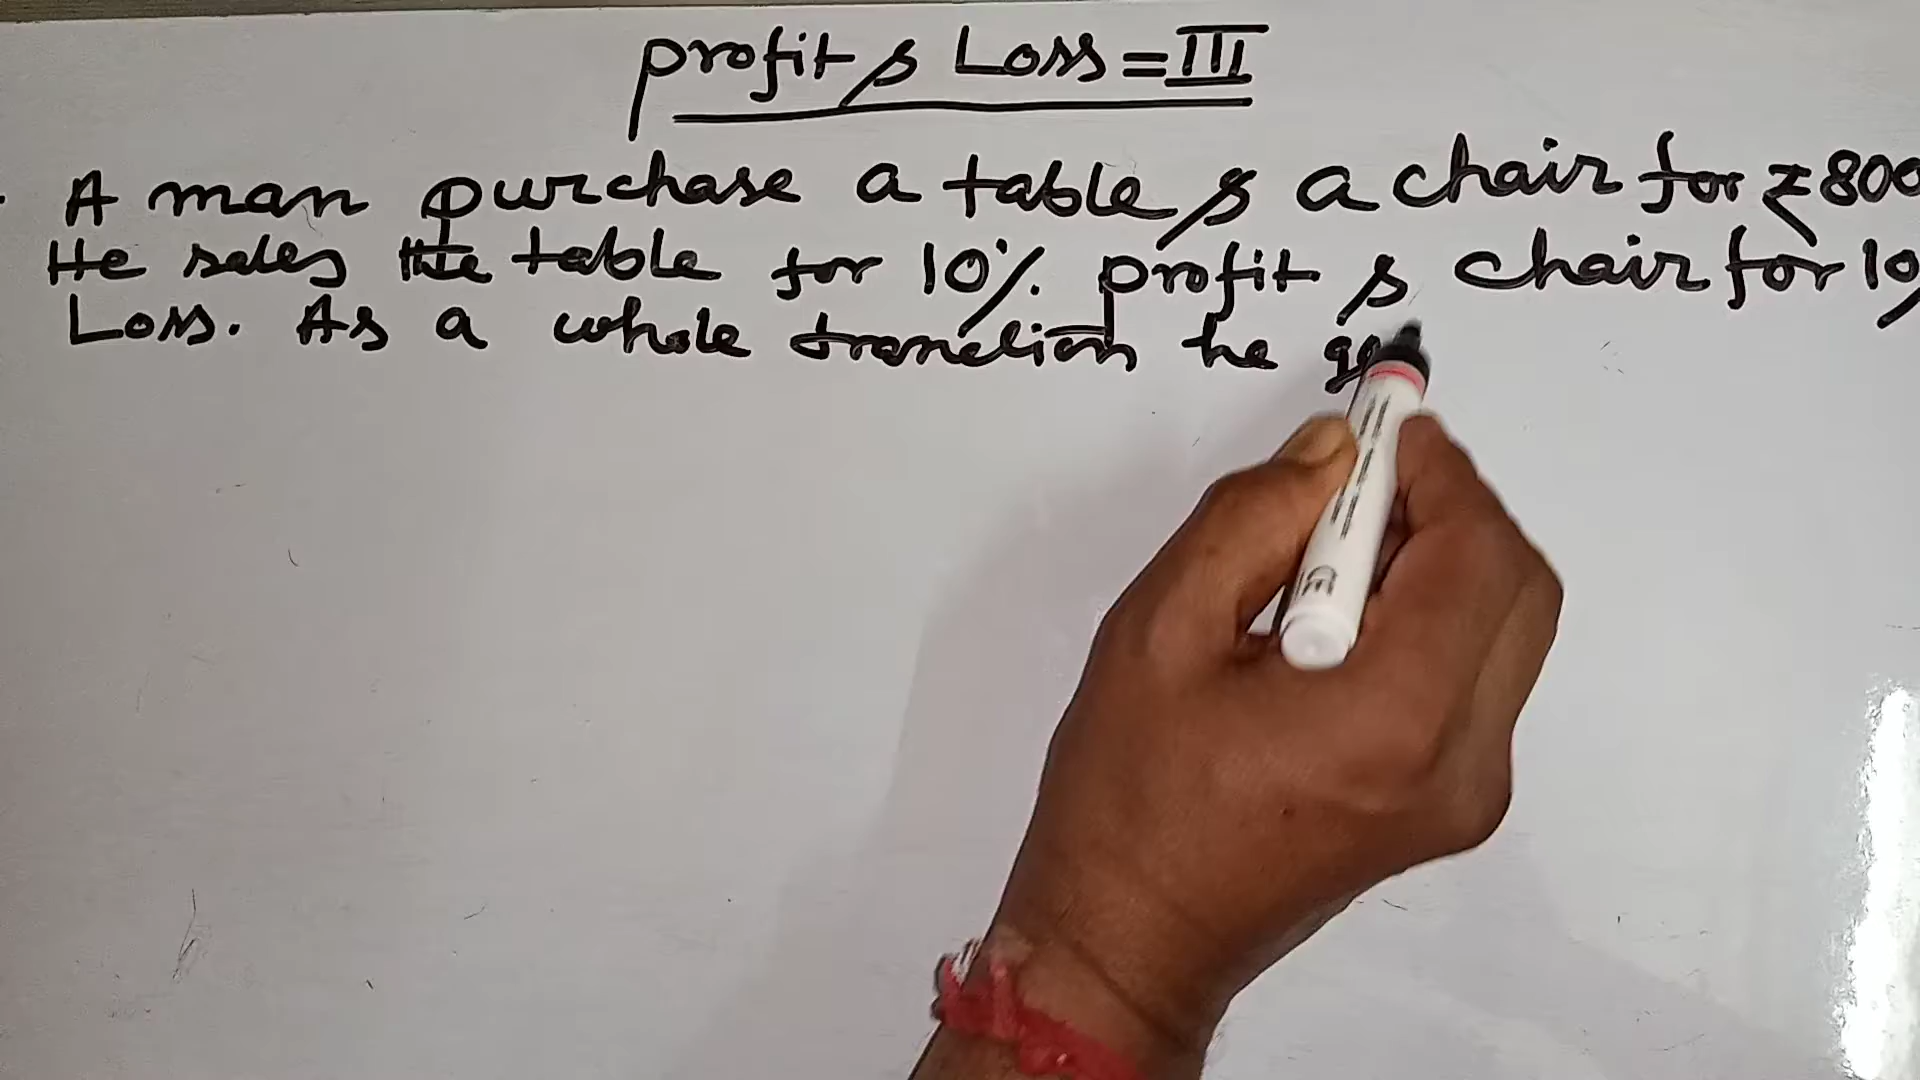 profit & Loss = III
A man purchase a table & a chair for ₹800
He sales the table for 10% profit & chair for 10
Loss. As a whole tranction he